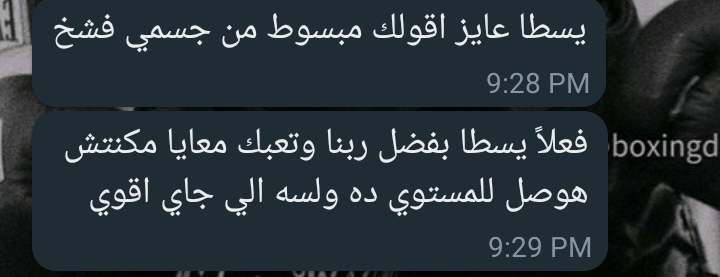 يسطا عايز اقولك مبسوط من جسمي فشخ
9:28 PM
فعلاً يسطا بفضل ربنا وتعبك معايا مكنتش
boxingd
هوصل للمستوي ده ولسه الي جاي اقوي
9:29 PM